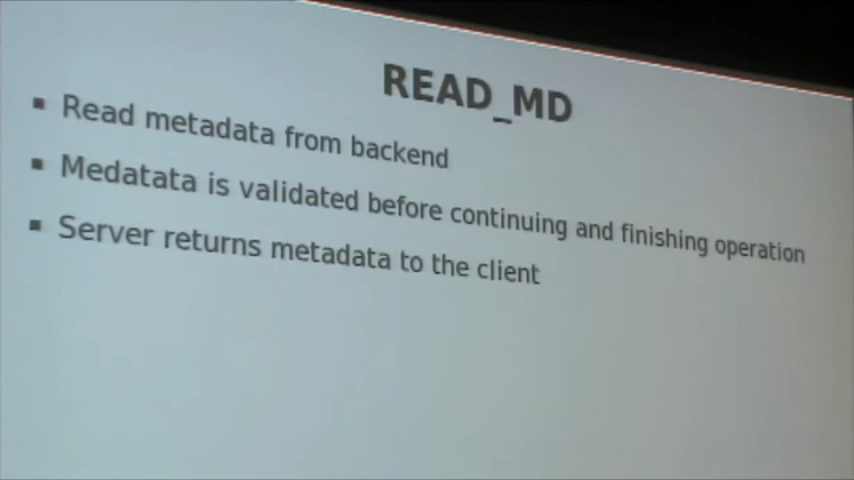 READ_MD
▪ Read metadata from backend
▪ Medatata is validated before continuing and finishing operation
▪ Server returns metadata to the client